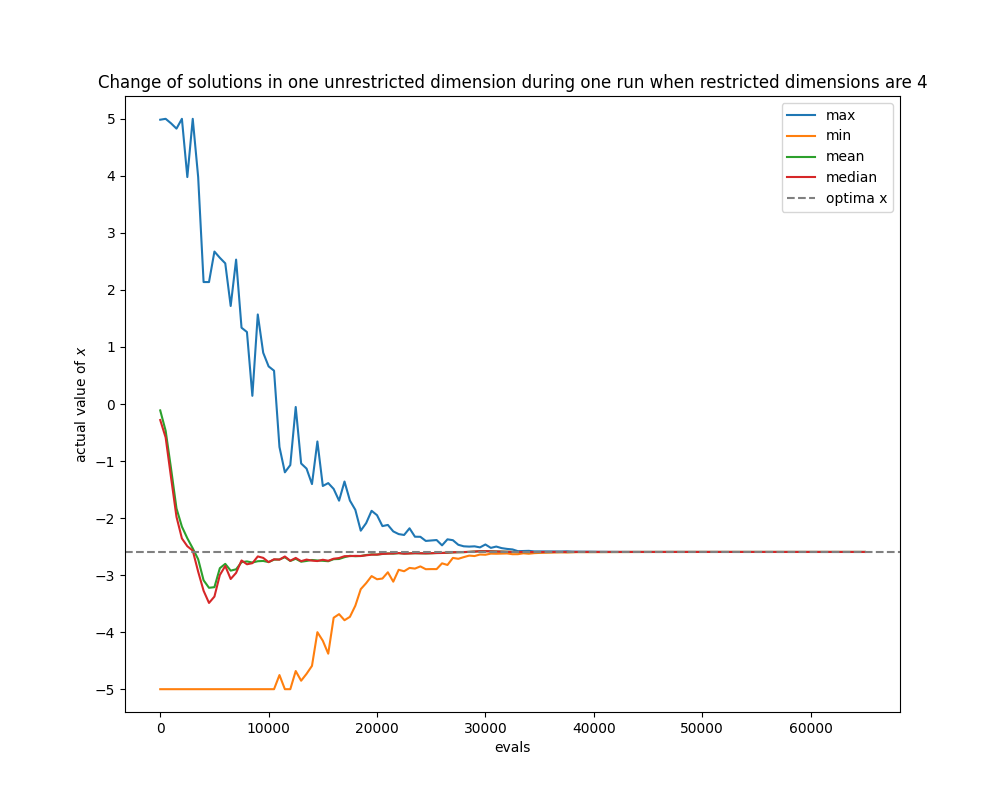 Change of solutions in one unrestricted dimension during one run when restricted dimensions are 4
max
min
mean
median
optima x
5
4
3
2
1
0
−1
−2
−3
−4
−5
actual value of x
0 10000 20000 30000 40000 50000 60000
evals